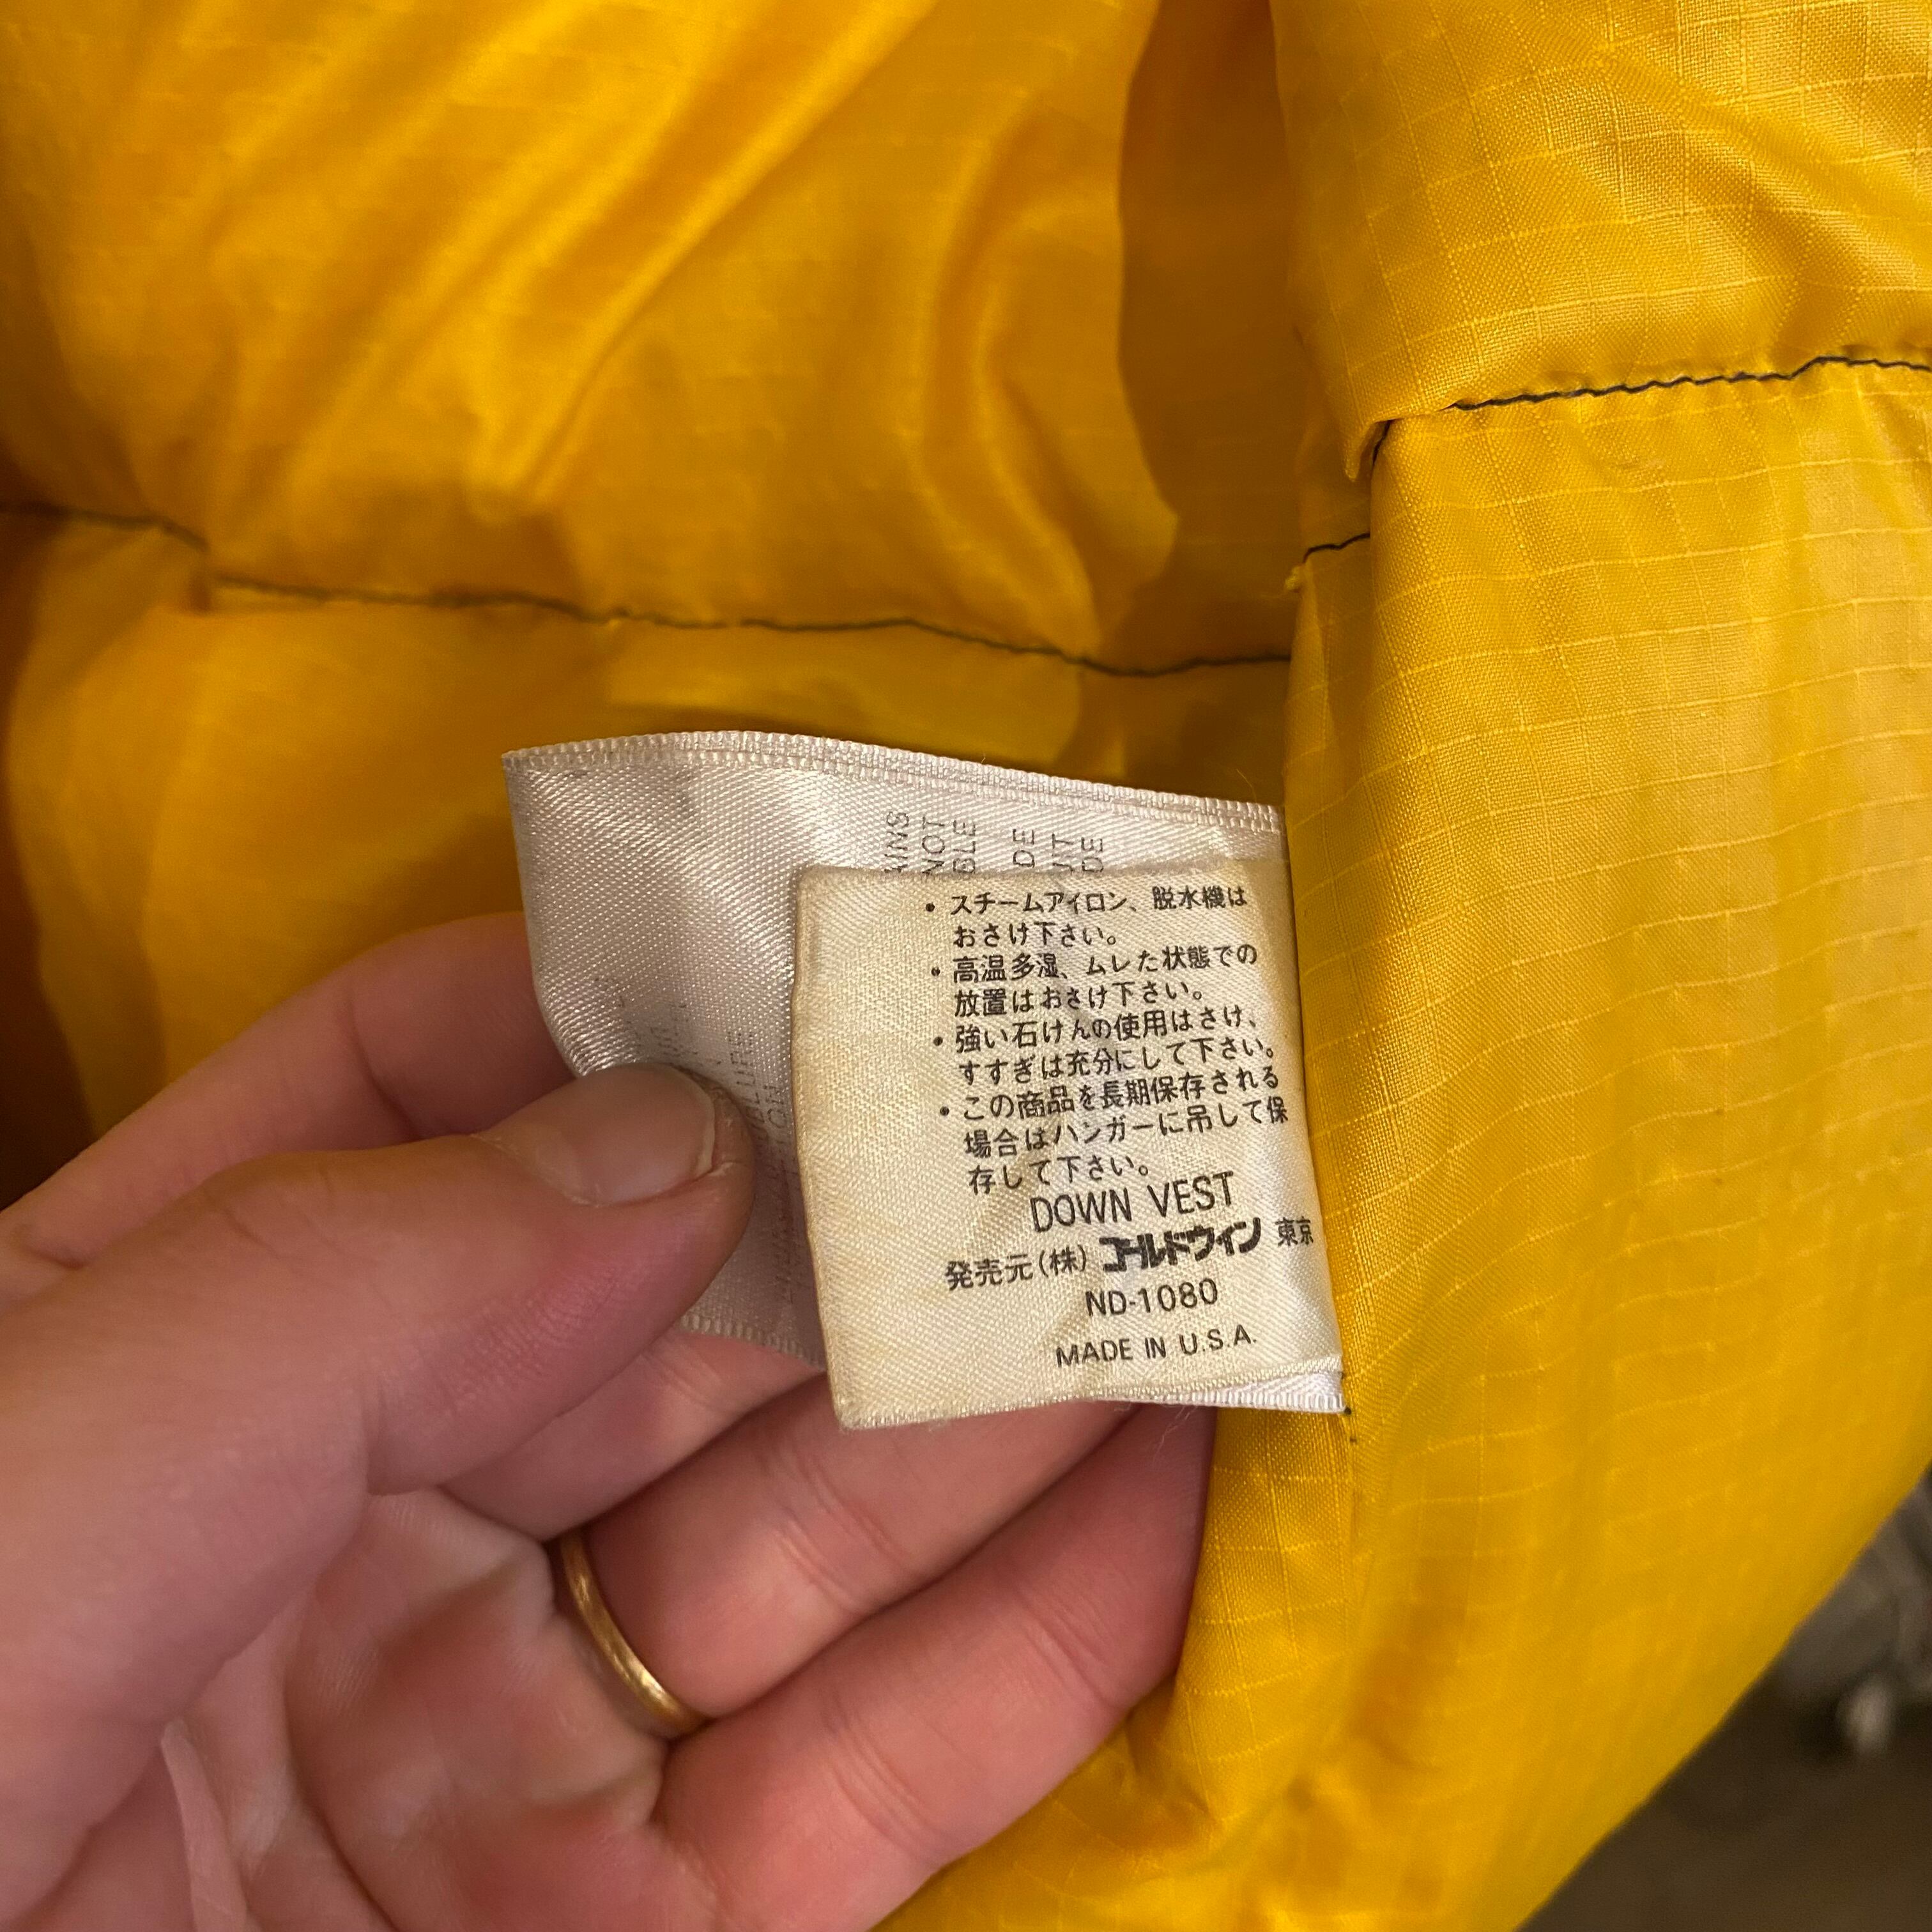 • スチームアイロン、脱水機は
おさけ下さい。
• 高温多湿、ムレた状態での
放置はおさけ下さい。
• 強い石けんの使用はさけ、
すすぎは充分にして下さい。
• この商品を長期保存される
場合はハンガーに吊して保
存して下さい。
DOWN VEST
発売元(株) ゴールドウィン 東京
ND-1080
MADE IN U.S.A.